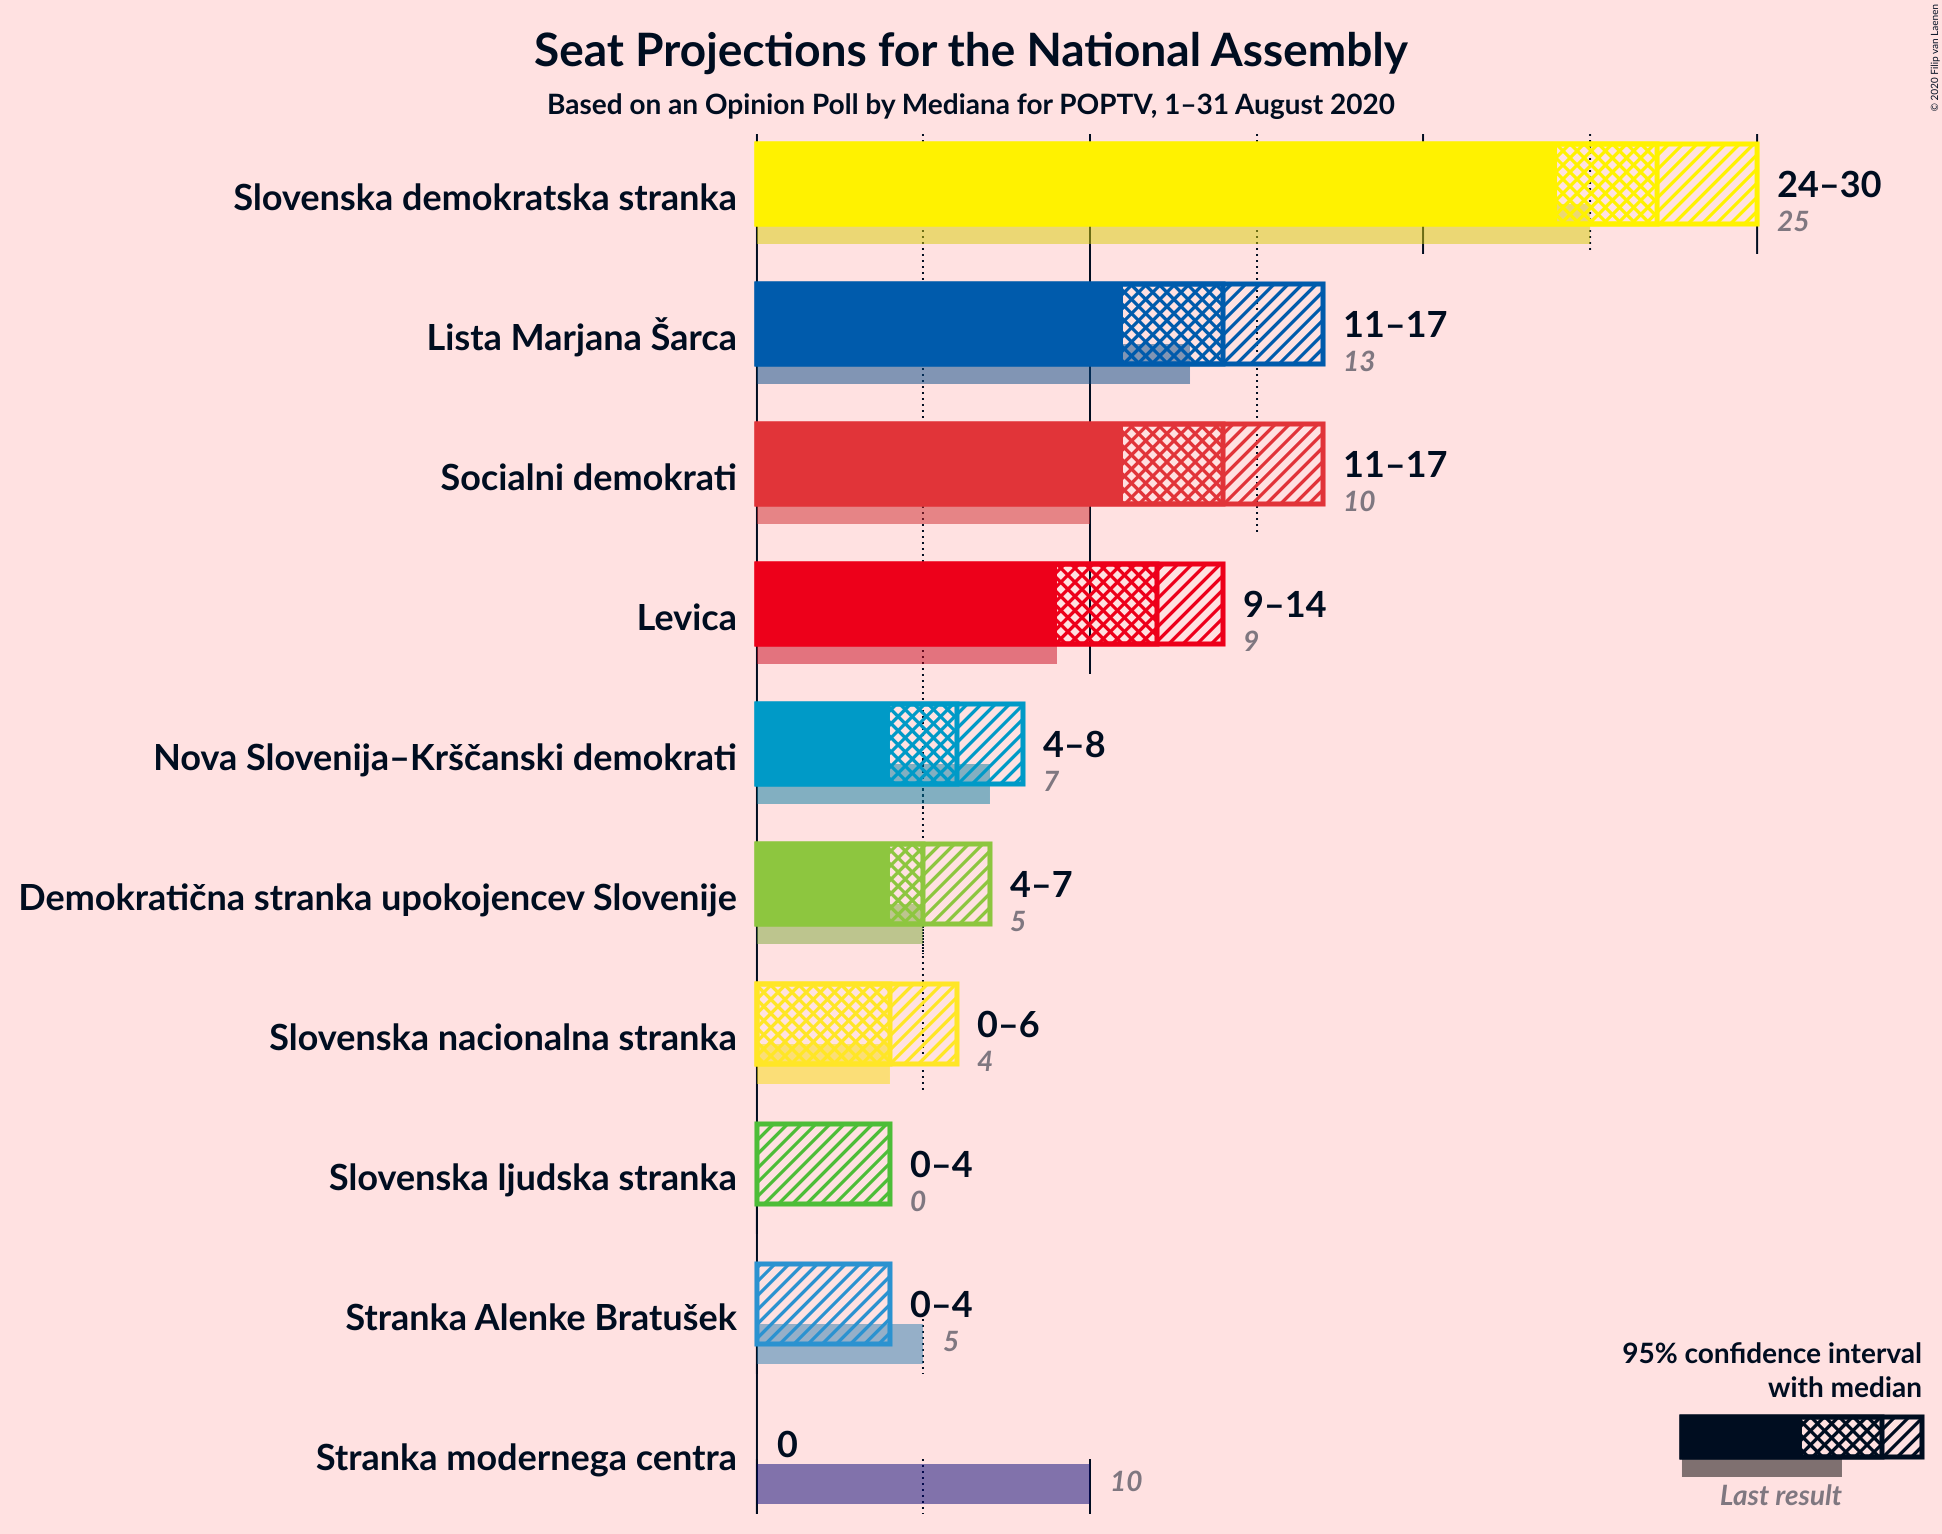 Seat Projections for the National Assembly
Based on an Opinion Poll by Mediana for POPTV, 1–31 August 2020
© 2020 Filip van Laenen
Slovenska demokratska stranka
24–30
25
Lista Marjana Šarca
11–17
13
Socialni demokrati
11–17
10
Levica
9–14
9
Nova Slovenija–Krščanski demokrati
4–8
7
Demokratična stranka upokojencev Slovenije
4–7
5
Slovenska nacionalna stranka
0–6
4
Slovenska ljudska stranka
0–4
0
Stranka Alenke Bratušek
0–4
5
Stranka modernega centra
0
10
95% confidence interval
with median
Last result